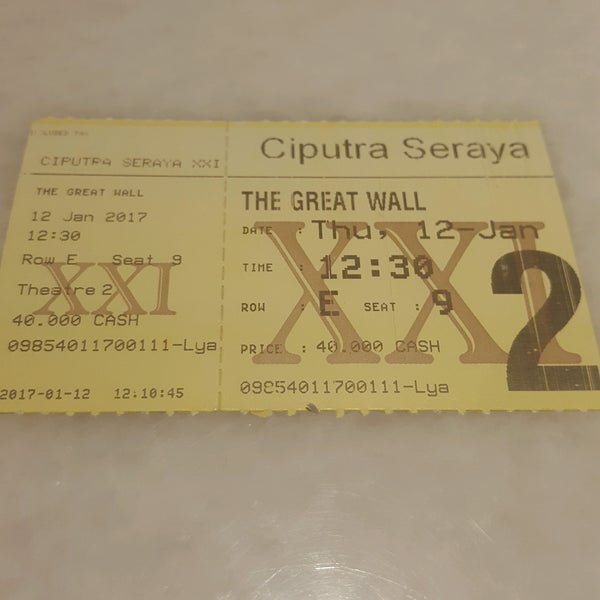 CIPUTRA SERAYA XXI
THE GREAT WALL
12 Jan 2017
12:30
Row E Seat 9
Theatre 2
XXI
40.000 CASH
09854011700111-Lya
2017-01-12 12:10:45
Ciputra Seraya
THE GREAT WALL
DATE : Thu, 12-Jan
TIME : 12:30
ROW : E SEAT : 9
PRICE : 40.000 CASH
09854011700111-Lya
XXI
2